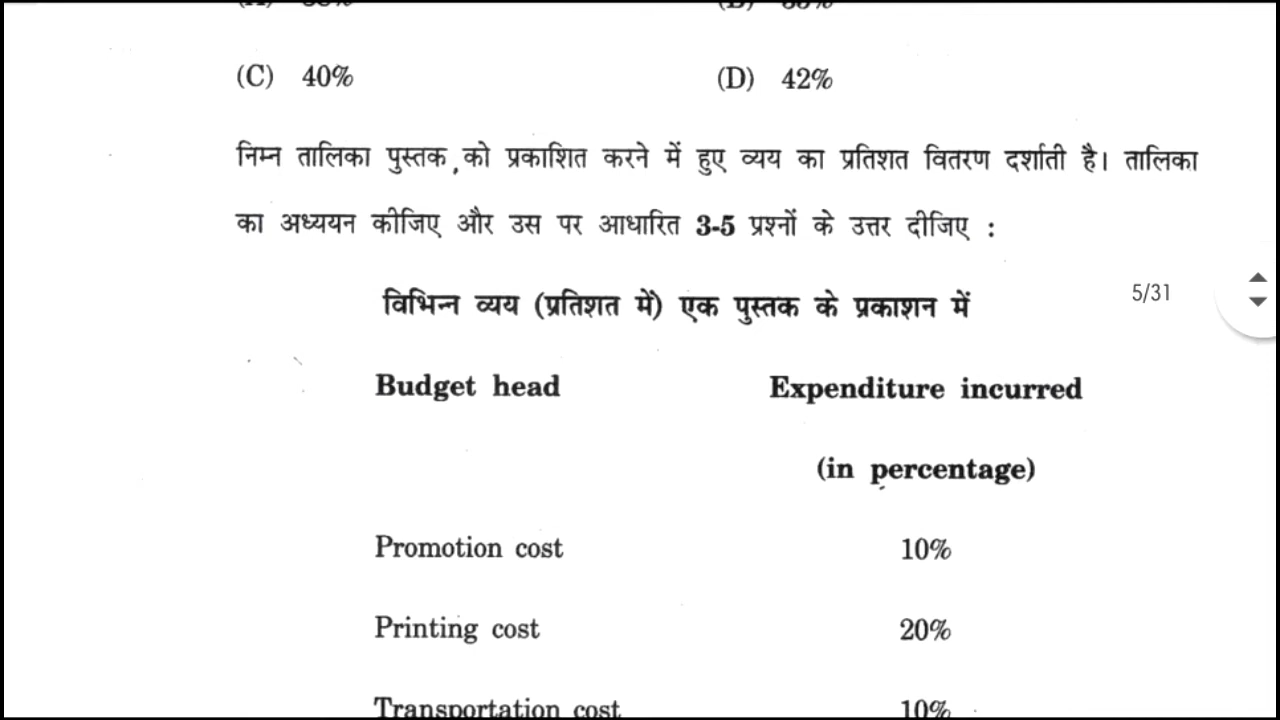 (C) 40% (D) 42%
निम्न तालिका पुस्तक को प्रकाशित करने में हुए व्यय का प्रतिशत वितरण दर्शाती है। तालिका
का अध्ययन कीजिए और उस पर आधारित 3-5 प्रश्नों के उत्तर दीजिए :
विभिन्न व्यय (प्रतिशत में) एक पुस्तक के प्रकाशन में
5/31
Budget head Expenditure incurred
(in percentage)
Promotion cost 10%
Printing cost 20%
Transportation cost 10%